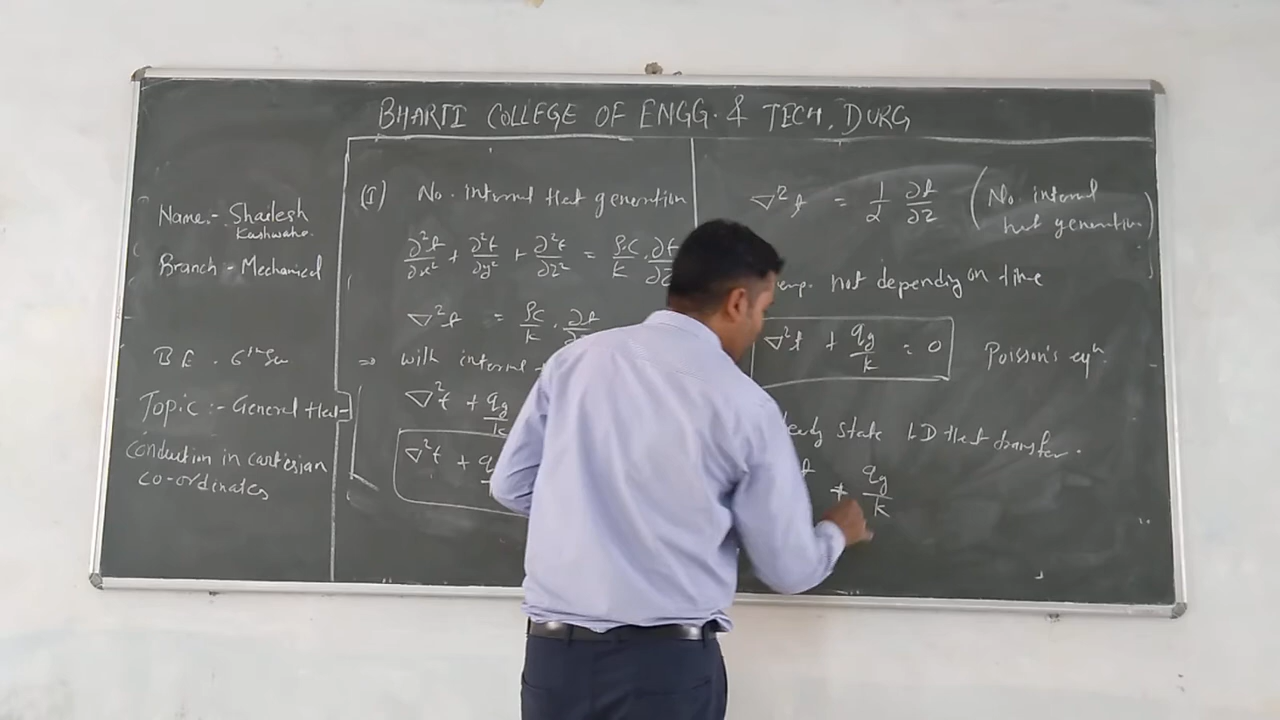 BHARTI COLLEGE OF ENGG. & TECH, DURG
Name:- Shailesh
Kushwaha.
Branch - Mechanical
B E . 6th Sem
Topic :- General Heat
conduction in cartesian
co-ordinates
(I) No. internal Heat generation
∂²t/∂x² + ∂²t/∂y² + ∂²t/∂z² = ρc/k . ∂t
∇²t = ρc/k . ∂t
⇒ with internal
∇²t + qg/k
∇²t + q
∇²t = 1/α ∂t/∂z (No internal
heat generation)
emp. not depending on time
∇²t + qg/k = 0 Poisson's eqn.
eady state 1D Heat transfer.
t + qg/k